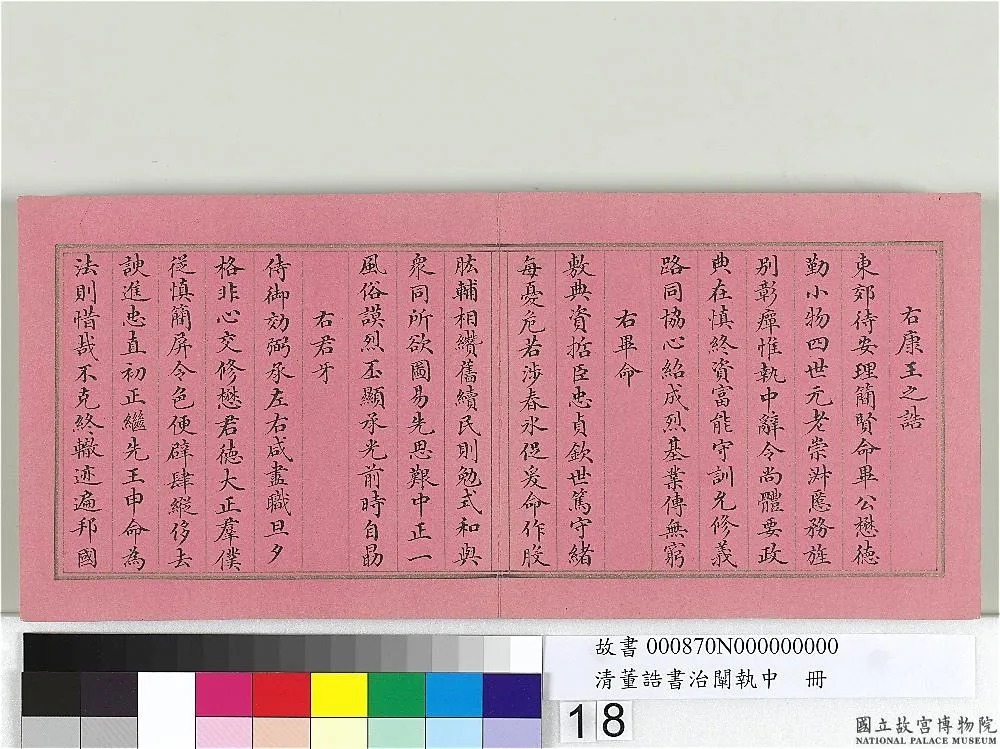 右康王之誥
東郊待安理簡賢命畢公懋德
勤小物四世元老崇淑慝務旌
別彰癉惟執中辭令尚體要政
典在慎終資富能守訓允修義
路同協心紹成烈基業傳無窮
右畢命
敷典資喆臣忠貞欽世篤守緒
每憂危若涉春冰促爰命作股
肱輔相纘舊續民則勉式和與
衆同所欲圖易先思艱中正一
風俗謨烈丕顯承光前時自勗
右君牙
侍御効弼承左右咸盡職旦夕
格非心交修懋君德大正羣僕
從慎簡屏令色便辟肆縱侈去
諛進忠直初正繼先王申命為
法則惜哉不克終轍迹遍邦國
故書 000870N000000000
清董誥書治闡執中 冊
18
國立故宮博物院
NATIONAL PALACE MUSEUM